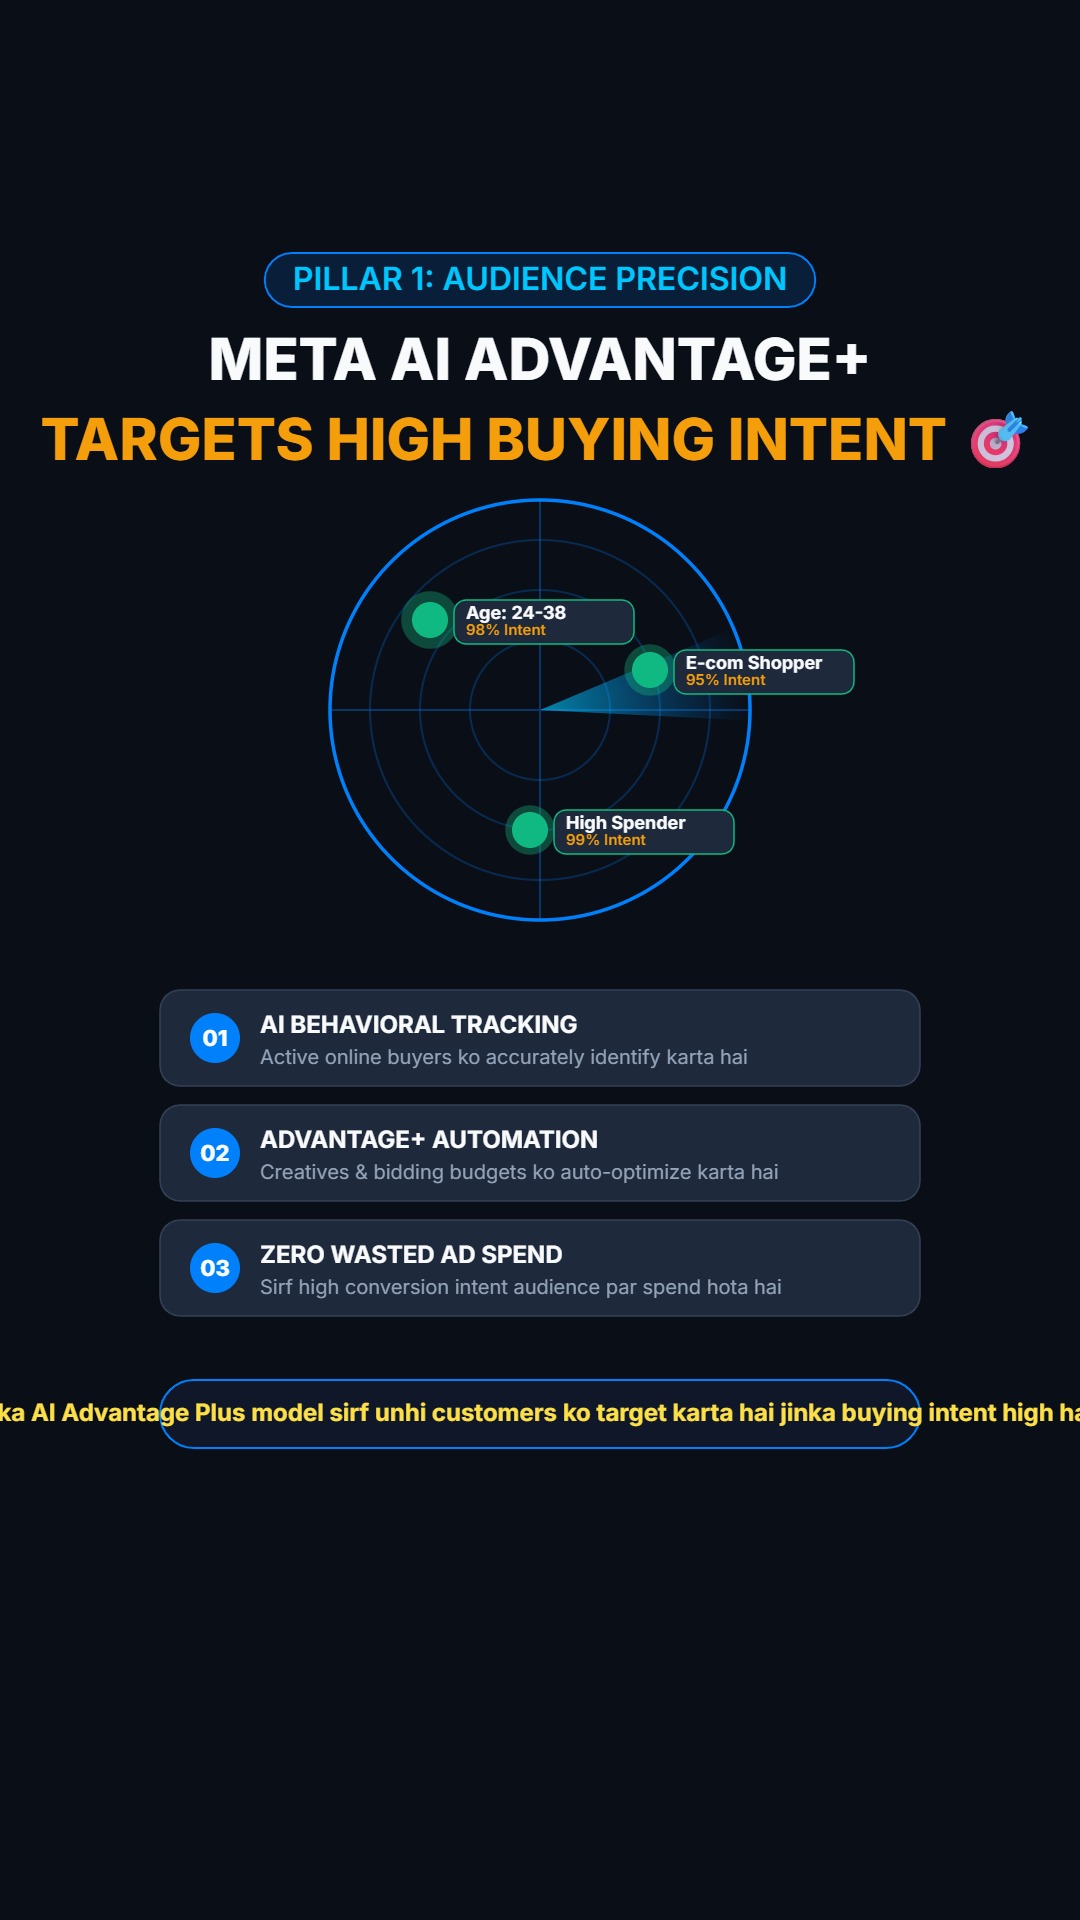 PILLAR 1: AUDIENCE PRECISION
META AI ADVANTAGE+
TARGETS HIGH BUYING INTENT 🎯
Age: 24-38
98% Intent
E-com Shopper
95% Intent
High Spender
99% Intent
01
AI BEHAVIORAL TRACKING
Active online buyers ko accurately identify karta hai
02
ADVANTAGE+ AUTOMATION
Creatives & bidding budgets ko auto-optimize karta hai
03
ZERO WASTED AD SPEND
Sirf high conversion intent audience par spend hota hai
ka AI Advantage Plus model sirf unhi customers ko target karta hai jinka buying intent high